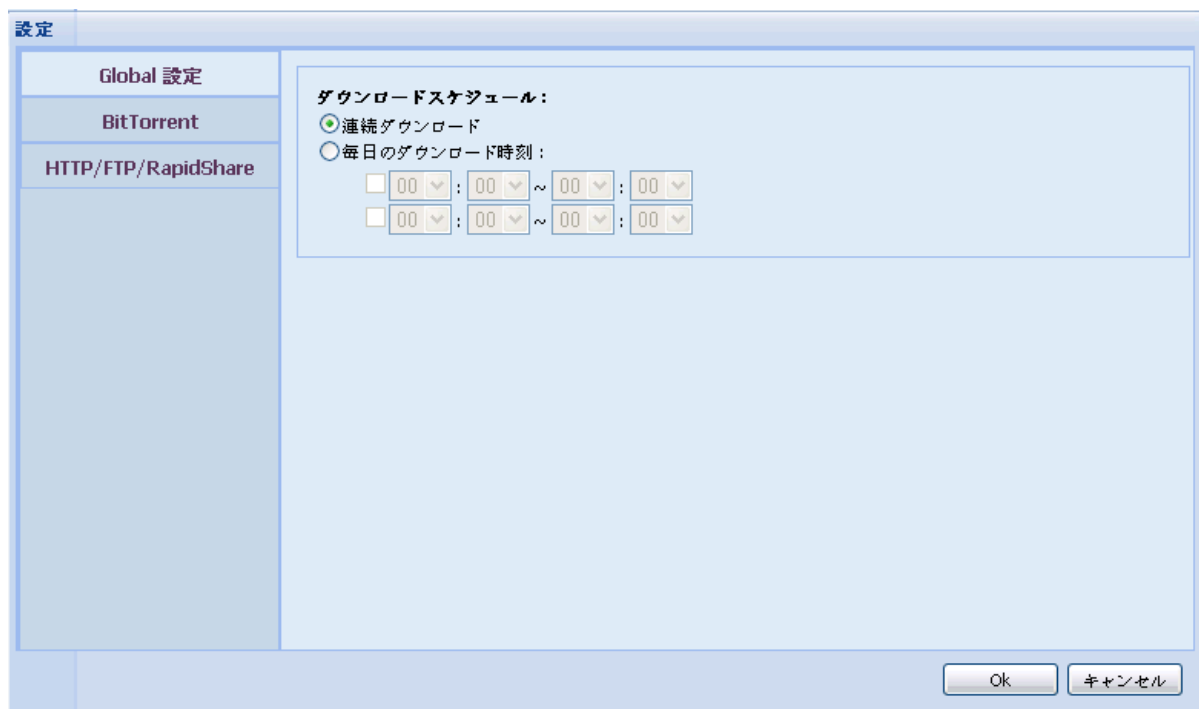 設定
Global 設定
BitTorrent
HTTP/FTP/RapidShare
ダウンロードスケジュール:
連続ダウンロード
毎日のダウンロード時刻:
00 : 00 ~ 00 : 00
00 : 00 ~ 00 : 00
Ok
キャンセル